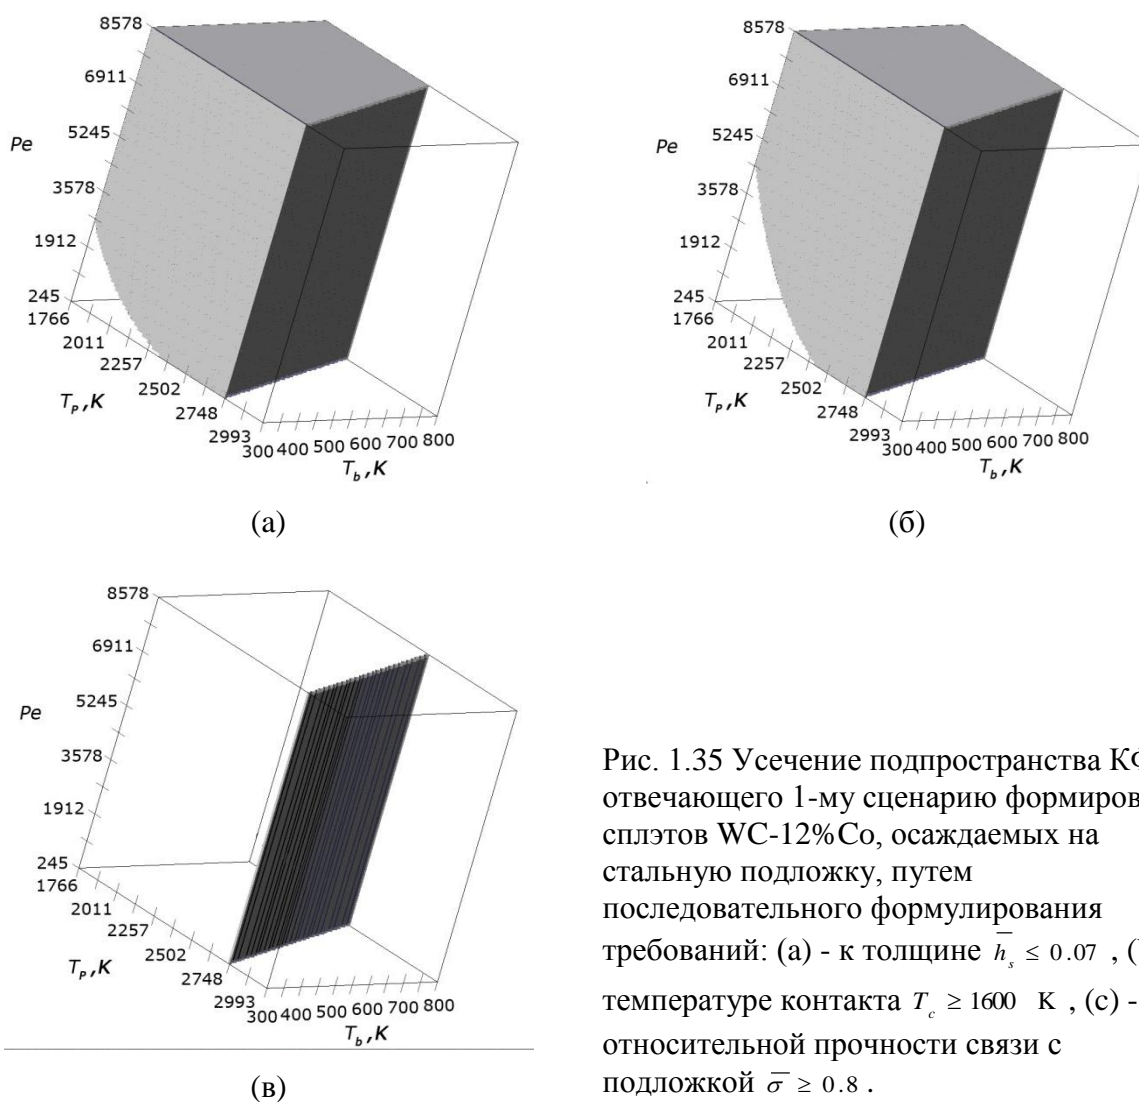 8578
6911
5245
Pe
3578
1912
245
1766
2011
2257
2502
2748
2993
T_p, К
300 400 500 600 700 800
T_b, К
(а)
8578
6911
5245
Pe
3578
1912
245
1766
2011
2257
2502
2748
2993
T_p, К
300 400 500 600 700 800
T_b, К
(б)
8578
6911
5245
Pe
3578
1912
245
1766
2011
2257
2502
2748
2993
T_p, К
300 400 500 600 700 800
T_b, К
(в)
Рис. 1.35 Усечение подпространства КФ
отвечающего 1-му сценарию формиров
сплэтов WC-12%Co, осаждаемых на
стальную подложку, путем
последовательного формулирования
требований: (a) - к толщине h̅_s ≤ 0.07 , (
температуре контакта T_c ≥ 1600 К , (c) -
относительной прочности связи с
подложкой σ̅ ≥ 0.8 .